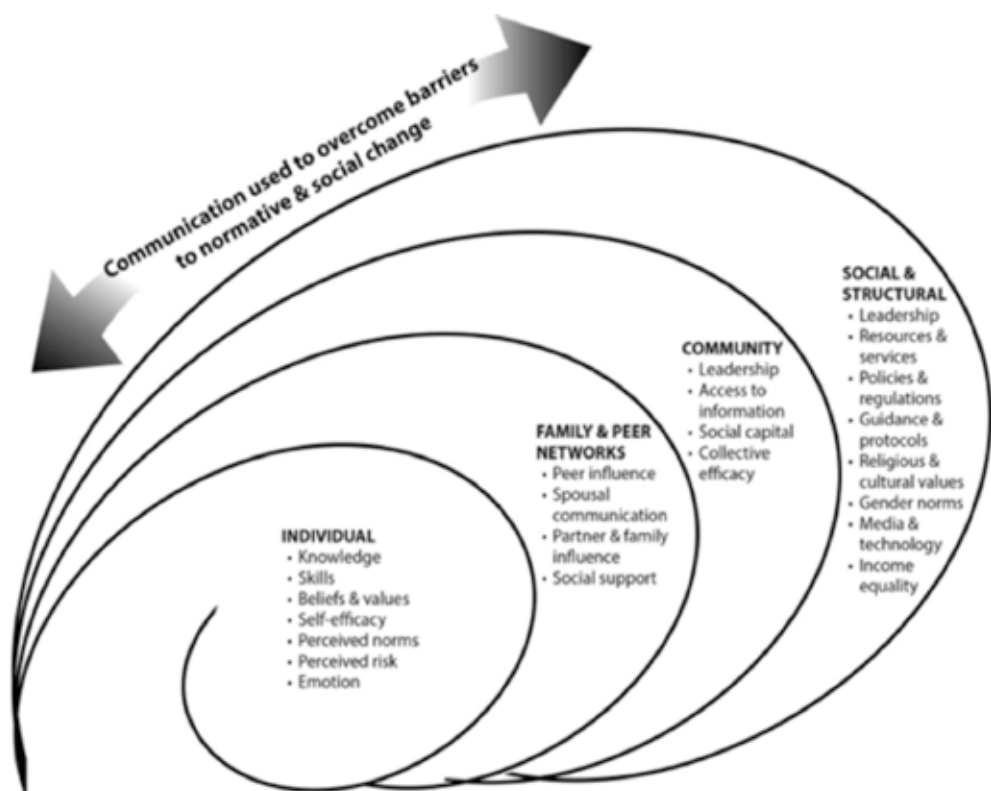 Communication used to overcome barriers
to normative & social change
INDIVIDUAL
• Knowledge
• Skills
• Beliefs & values
• Self-efficacy
• Perceived norms
• Perceived risk
• Emotion
FAMILY & PEER
NETWORKS
• Peer influence
• Spousal
communication
• Partner & family
influence
• Social support
COMMUNITY
• Leadership
• Access to
information
• Social capital
• Collective
efficacy
SOCIAL &
STRUCTURAL
• Leadership
• Resources &
services
• Policies &
regulations
• Guidance &
protocols
• Religious &
cultural values
• Gender norms
• Media &
technology
• Income
equality